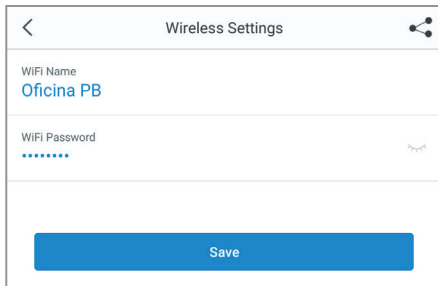 Wireless Settings
WiFi Name
Oficina PB
WiFi Password
••••••••
Save